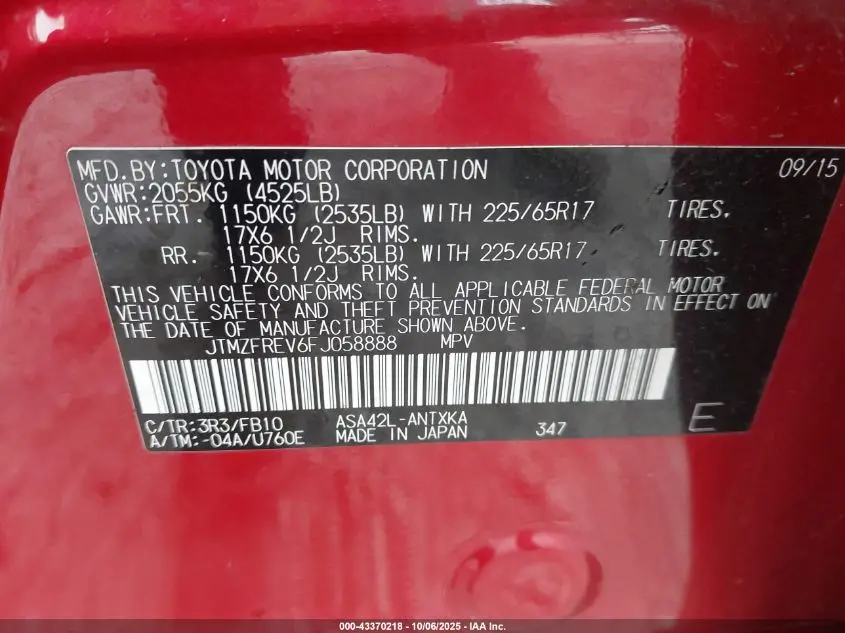 MFD.BY:TOYOTA MOTOR CORPORATION 09/15
GVWR:2055KG (4525LB)
GAWR:FRT. 1150KG (2535LB) WITH 225/65R17 TIRES.
17X6 1/2J RIMS.
RR. 1150KG (2535LB) WITH 225/65R17 TIRES.
17X6 1/2J RIMS.
THIS VEHICLE CONFORMS TO ALL APPLICABLE FEDERAL MOTOR
VEHICLE SAFETY AND THEFT PREVENTION STANDARDS IN EFFECT ON
THE DATE OF MANUFACTURE SHOWN ABOVE.
JTMZFREV6FJ058888 MPV
C/TR:3R3/FB10 ASA42L-ANTXKA
A/TM:-04A/U760E MADE IN JAPAN 347 E
000-43370218 - 10/06/2025 - IAA Inc.